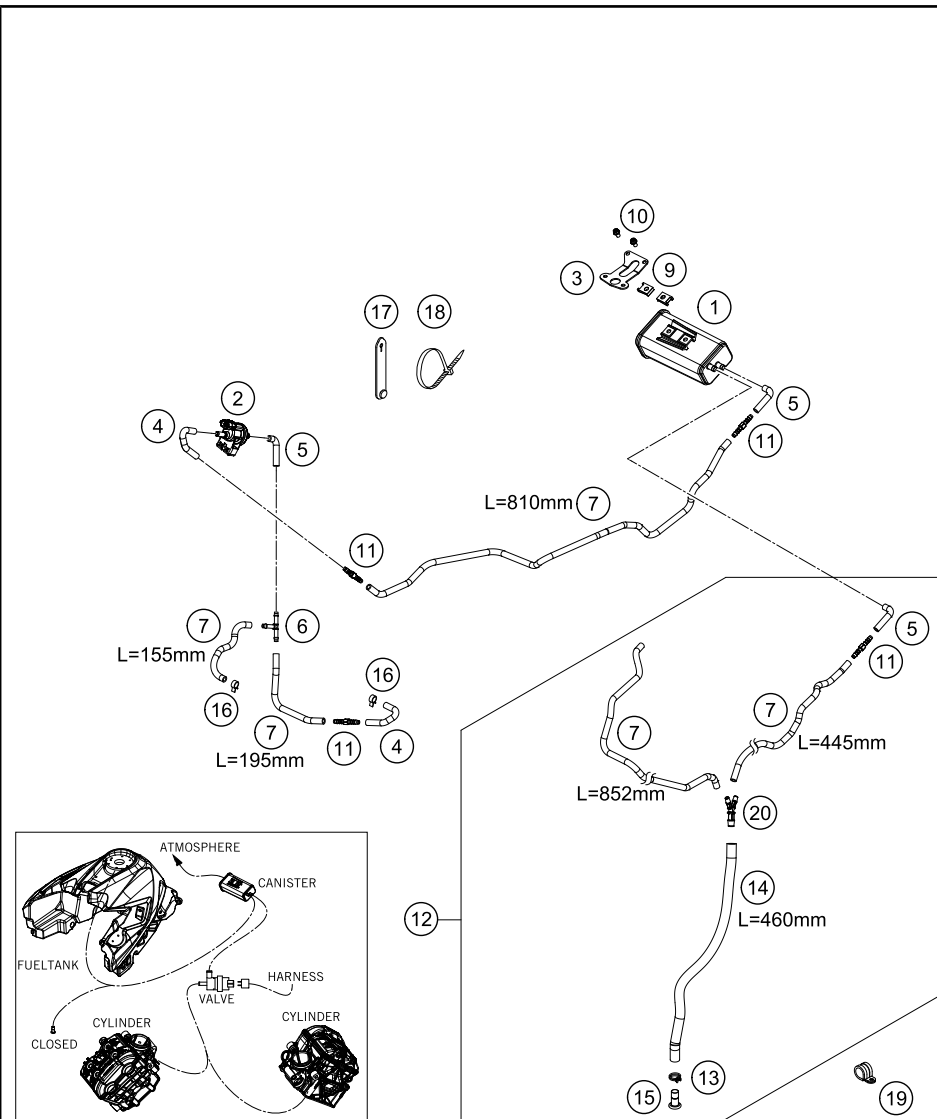 10
3
9
1
17
18
2
4
5
5
11
L=810mm 7
11
7
6
L=155mm
5
11
16
16
7
11
4
L=195mm
7
7
L=445mm
L=852mm
20
ATMOSPHERE
CANISTER
14
12
L=460mm
FUELTANK
HARNESS
VALVE
CYLINDER
CYLINDER
CLOSED
13
15
19